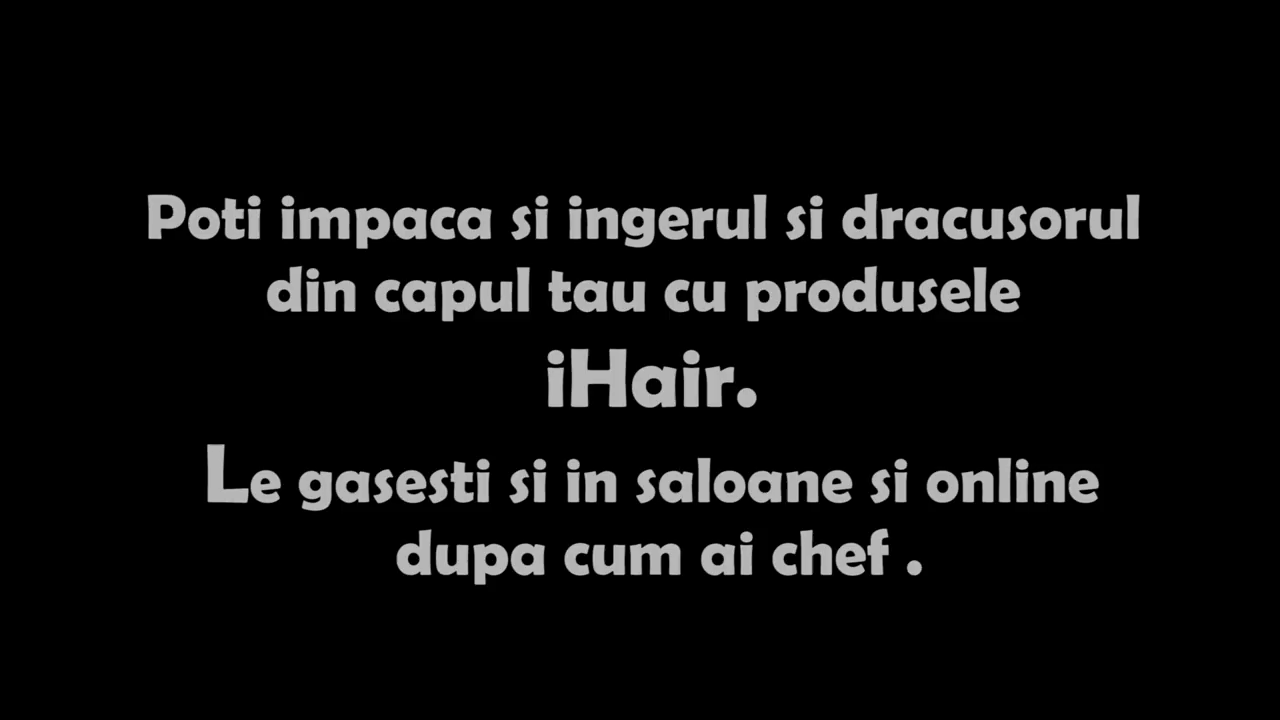 Poti impaca si ingerul si dracusorul
din capul tau cu produsele
iHair.
Le gasesti si in saloane si online
dupa cum ai chef .